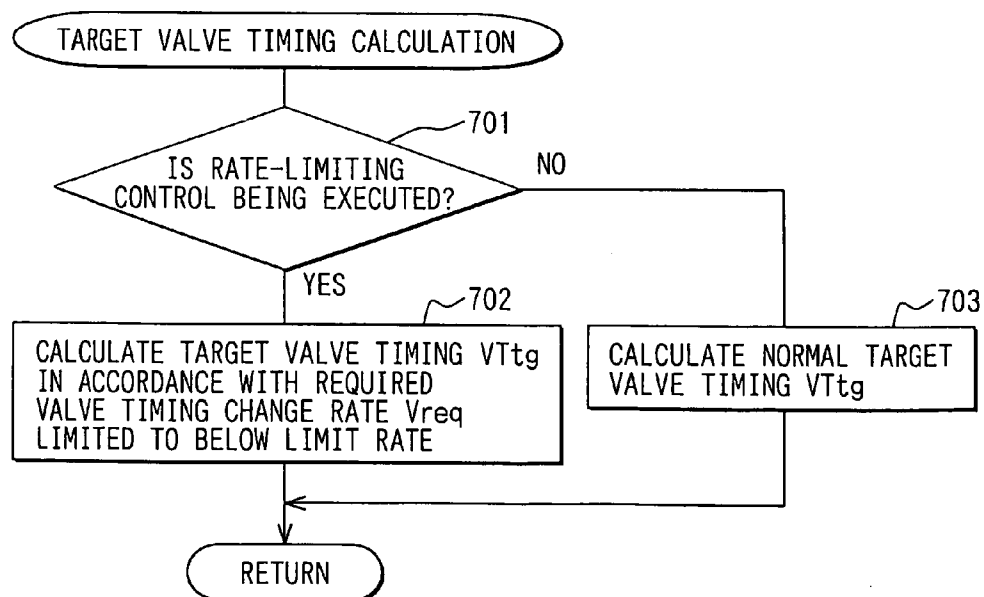 TARGET VALVE TIMING CALCULATION
701
IS RATE-LIMITING
CONTROL BEING EXECUTED?
NO
YES
702
CALCULATE TARGET VALVE TIMING VTtg
IN ACCORDANCE WITH REQUIRED
VALVE TIMING CHANGE RATE Vreq
LIMITED TO BELOW LIMIT RATE
703
CALCULATE NORMAL TARGET
VALVE TIMING VTtg
RETURN